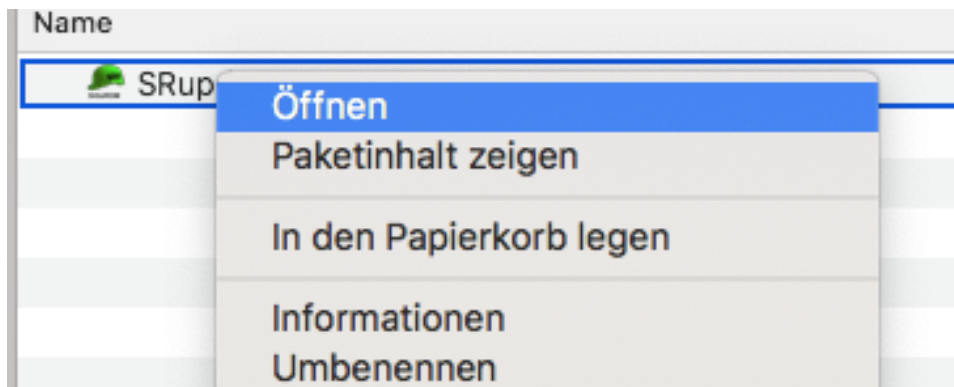 Name
SRup
Öffnen
Paketinhalt zeigen
In den Papierkorb legen
Informationen
Umbenennen